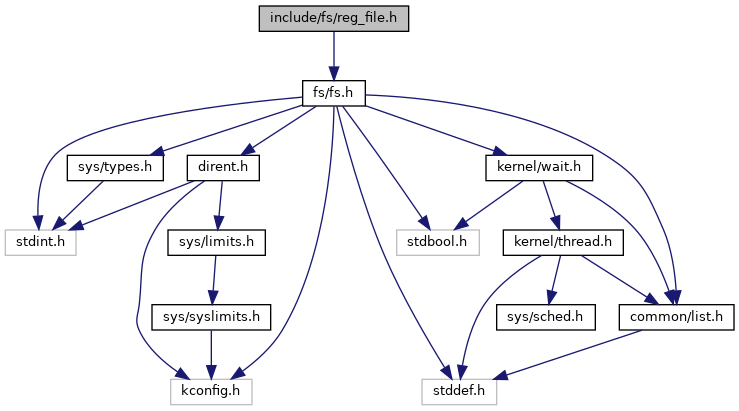 include/fs/reg_file.h
fs/fs.h
sys/types.h
dirent.h
kernel/wait.h
stdint.h
sys/limits.h
stdbool.h
kernel/thread.h
sys/syslimits.h
sys/sched.h
common/list.h
kconfig.h
stddef.h